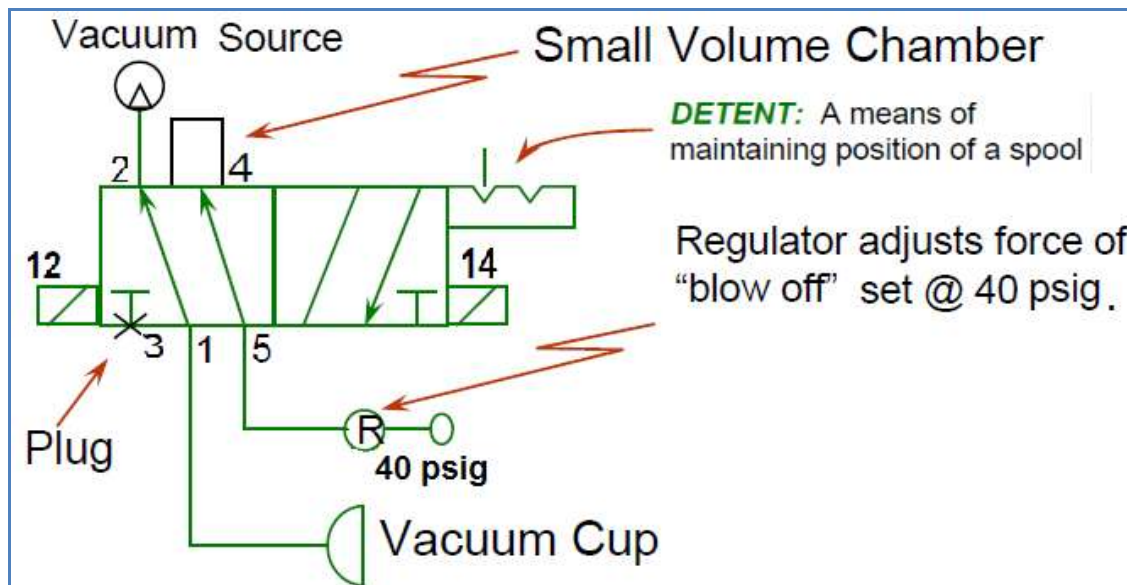 Vacuum Source
Small Volume Chamber
DETENT: A means of
maintaining position of a spool
2
4
Regulator adjusts force of
“blow off” set @ 40 psig.
12
14
3
1
5
Plug
R
40 psig
Vacuum Cup